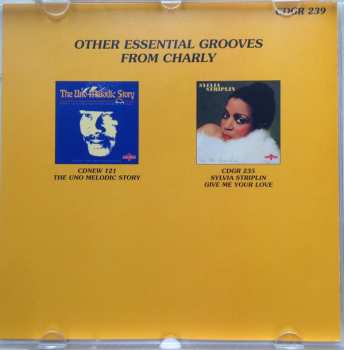 CDGR 239
OTHER ESSENTIAL GROOVES
FROM CHARLY
The Uno Melodic Story
SYLVIA
STRIPLIN
CDNEW 121
THE UNO MELODIC STORY
CDGR 235
SYLVIA STRIPLIN
GIVE ME YOUR LOVE